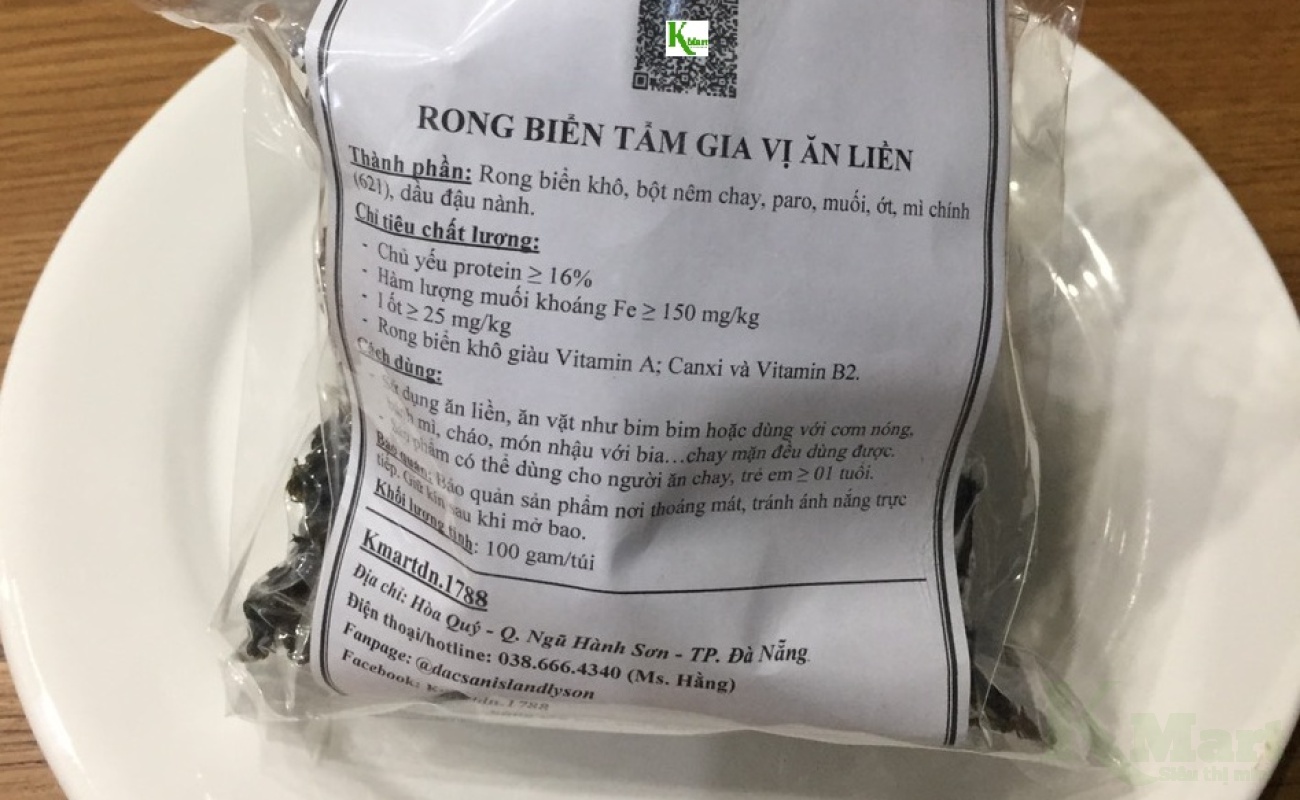 K
RONG BIỂN TẨM GIA VỊ ĂN LIỀN
Thành phần: Rong biển khô, bột nêm chay, paro, muối, ớt, mì chính
(621), dầu đậu nành.
Chỉ tiêu chất lượng:
- Chủ yếu protein ≥ 16%
- Hàm lượng muối khoáng Fe ≥ 150 mg/kg
- I ốt ≥ 25 mg/kg
- Rong biển khô giàu Vitamin A; Canxi và Vitamin B2.
Cách dùng:
- Sử dụng ăn liền, ăn vặt như bim bim hoặc dùng với cơm nóng,
mì, cháo, món nhậu với bia...chay mặn đều dùng được.
- Sản phẩm có thể dùng cho người ăn chay, trẻ em ≥ 01 tuổi.
Bảo quản: Bảo quản sản phẩm nơi thoáng mát, tránh ánh nắng trực
tiếp. Giữ kín sau khi mở bao.
Khối lượng tịnh: 100 gam/túi
Kmartdn.1788
Địa chỉ: Hòa Quý - Q. Ngũ Hành Sơn - TP. Đà Nẵng
Điện thoại/hotline: 038.666.4340 (Ms. Hằng)
Fanpage: @dacsanislandlyson
Facebook:
Mar
Siêu thị